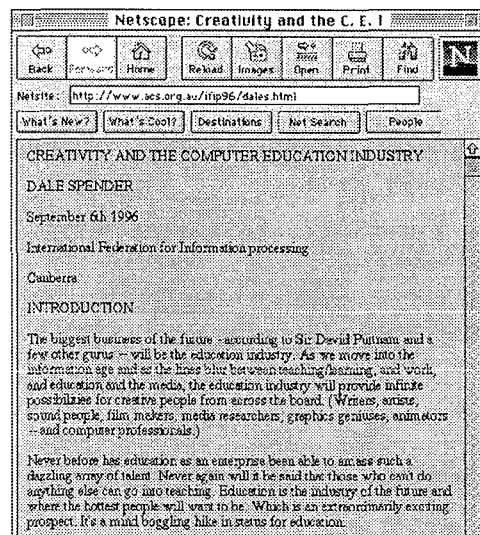 Netscape: Creativity and the C. E. I
Back Forward Home Reload Images Open Print Find N
Netsite: http://www.acs.org.au/ifip96/dales.html
What's New? What's Cool? Destinations Net Search People
CREATIVITY AND THE COMPUTER EDUCATION INDUSTRY
DALE SPENDER
September 6th 1996
International Federation for Information processing
Canberra
INTRODUCTION
The biggest business of the future - according to Sir David Puttnam and a
few other gurus -- will be the education industry. As we move into the
information age and as the lines blur between teaching/learning, and work,
and education and the media, the education industry will provide infinite
possibilities for creative people from across the board. (Writers, artists,
sound people, film makers, media researchers, graphics geniuses, animators
-- and computer professionals.)
Never before has education as an enterprise been able to amass such a
dazzling array of talent. Never again will it be said that those who can't do
anything else can go into teaching. Education is the industry of the future and
where the hottest people will want to be. Which is an extraordinarily exciting
prospect. It's a mind boggling hike in status for education.